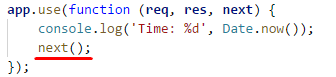 app.use(function (req, res, next) {
    console.log('Time: %d', Date.now());
    next();
});